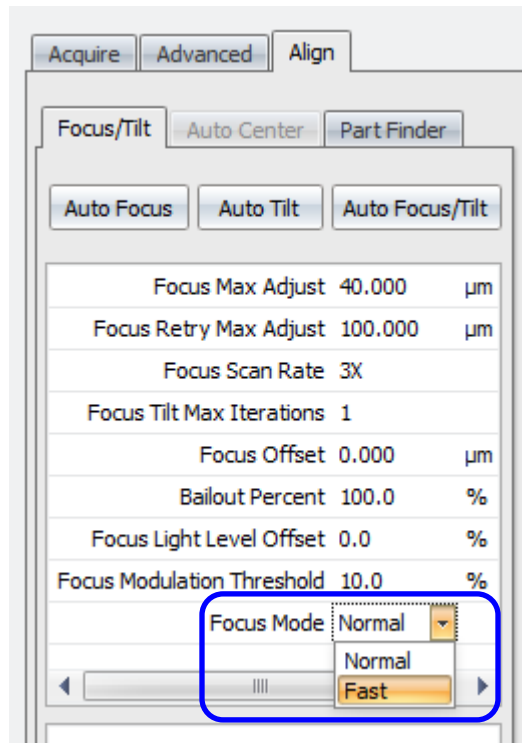 Acquire Advanced Align
Focus/Tilt Auto Center Part Finder
Auto Focus Auto Tilt Auto Focus/Tilt
Focus Max Adjust 40.000 µm
Focus Retry Max Adjust 100.000 µm
Focus Scan Rate 3X
Focus Tilt Max Iterations 1
Focus Offset 0.000 µm
Bailout Percent 100.0 %
Focus Light Level Offset 0.0 %
Focus Modulation Threshold 10.0 %
Focus Mode Normal
Normal
Fast